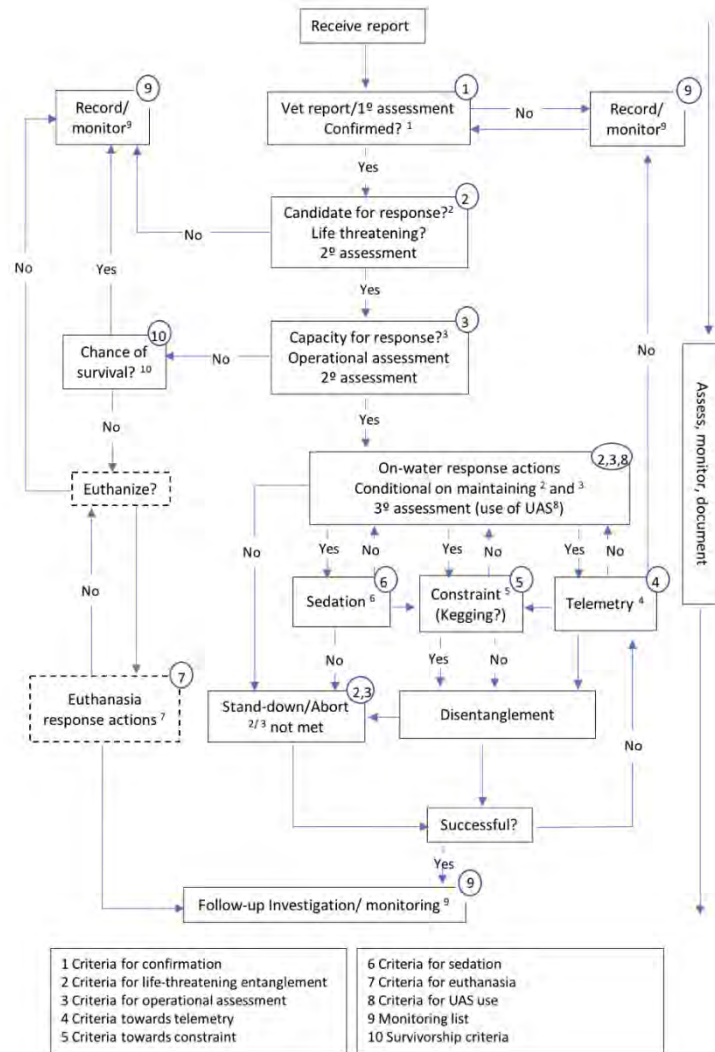 Receive report
9
Record/
monitor⁹
1
Vet report/1º assessment
Confirmed? ¹
No
9
Record/
monitor⁹
Yes
2
Candidate for response?²
Life threatening?
2º assessment
No
Yes
3
Capacity for response?³
Operational assessment
2º assessment
No
Yes
10
Chance of
survival? ¹⁰
No
No
Yes
No
Assess, monitor, document
Euthanize?
2,3,8
On-water response actions
Conditional on maintaining ² and ³
3º assessment (use of UAS⁸)
No
Yes
No
Yes
No
Yes
No
6
Sedation ⁶
5
Constraint ⁵
(Kegging?)
4
Telemetry ⁴
No
No
Yes
No
7
Euthanasia
response actions ⁷
2,3
Stand-down/Abort
²/ ³ not met
Disentanglement
No
Successful?
Yes
9
Follow-up Investigation/ monitoring ⁹
1 Criteria for confirmation
2 Criteria for life-threatening entanglement
3 Criteria for operational assessment
4 Criteria towards telemetry
5 Criteria towards constraint
6 Criteria for sedation
7 Criteria for euthanasia
8 Criteria for UAS use
9 Monitoring list
10 Survivorship criteria